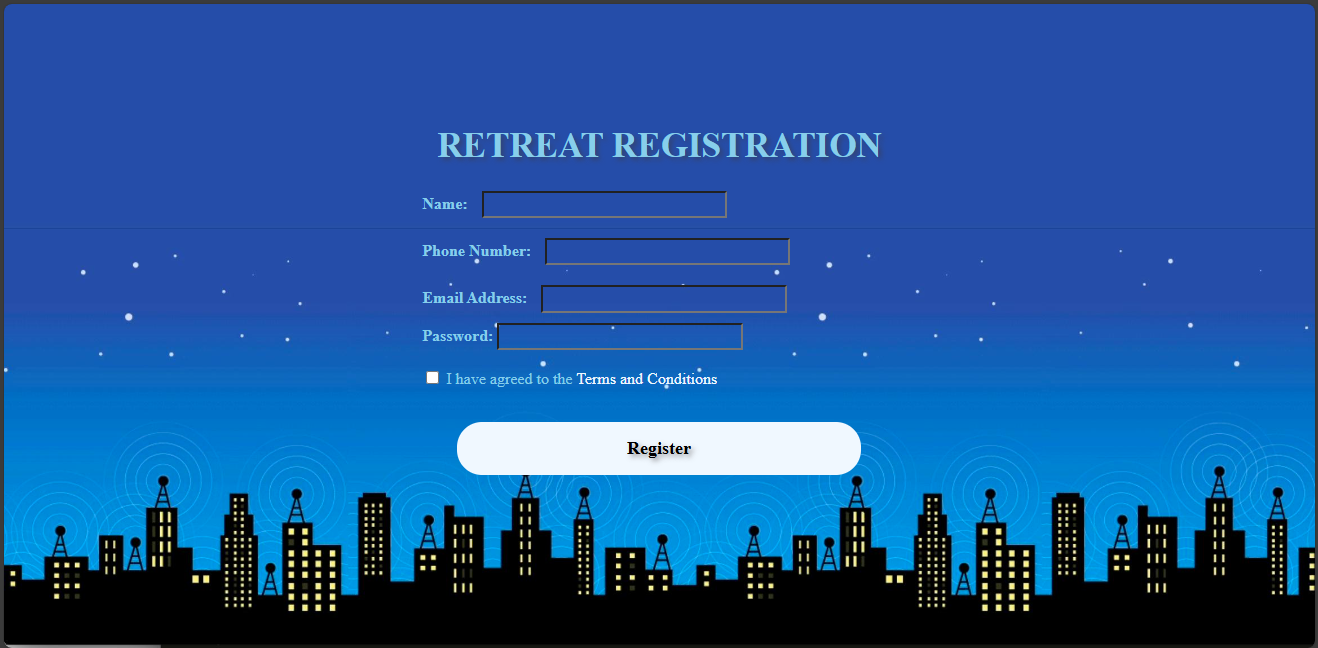 RETREAT REGISTRATION
Name:
Phone Number:
Email Address:
Password:
I have agreed to the Terms and Conditions
Register